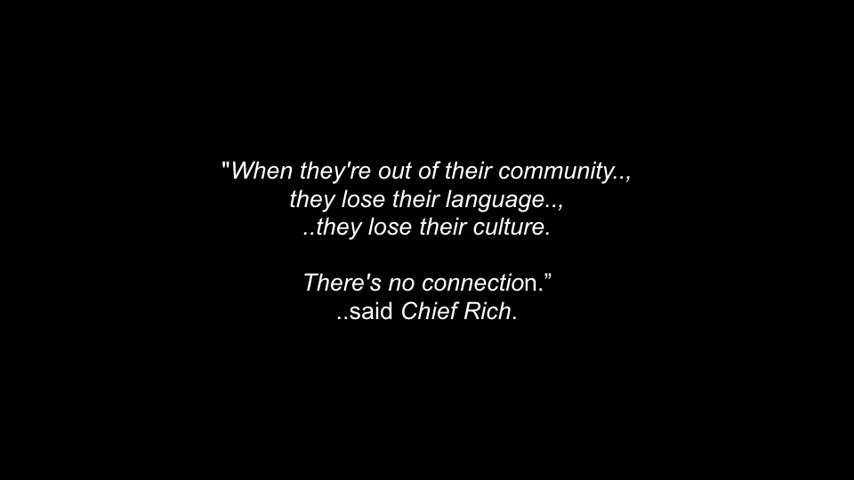 "When they're out of their community..,
they lose their language..,
..they lose their culture.
There's no connection.”
..said Chief Rich.